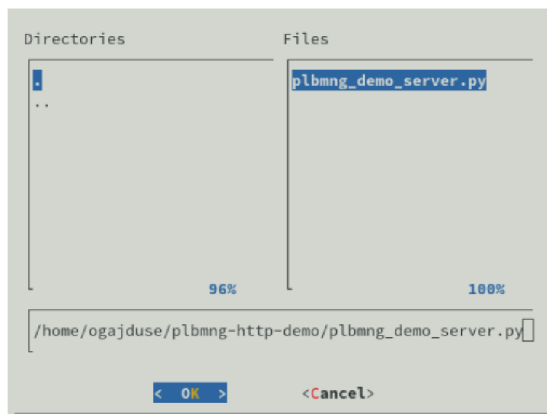 Directories Files
. plbmng_demo_server.py
..
96% 100%
/home/ogajduse/plbmng-http-demo/plbmng_demo_server.py
< OK > <Cancel>